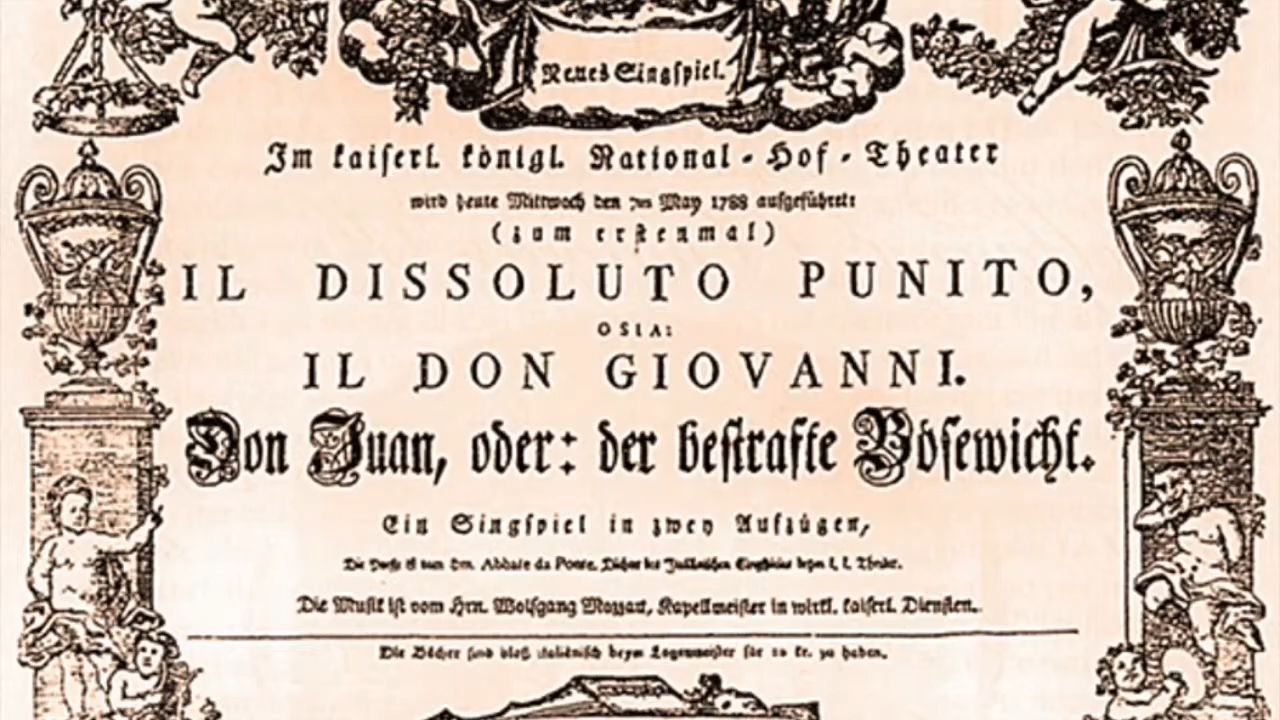 Neues Singspiel.
Im kaiserl. königl. National-Hof-Theater
wird heute Mittwoch den 7ten May 1788 aufgeführt:
(zum erstenmal)
IL DISSOLUTO PUNITO,
OSIA:
IL DON GIOVANNI.
Don Juan, oder: der bestrafte Bösewicht.
Ein Singspiel in zwey Aufzügen,
Die Poesie ist vom Hrn. Abbate da Ponte, Dichter des Italiänischen Singspiels beym k. k. Theater.
Die Musik ist vom Hrn. Wolfgang Mozzart, Kapellmeister in wirkl. kaiserl. Diensten.
Die Bücher sind bloß italiänisch beym Logenmeister für 20 kr. zu haben.